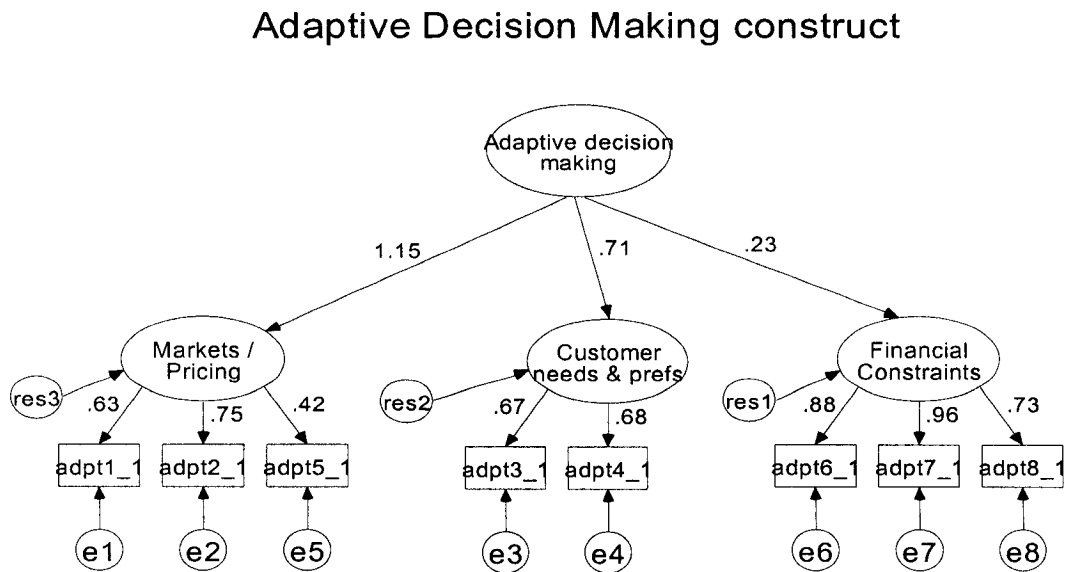 Adaptive Decision Making construct
Adaptive decision
making
1.15
.71
.23
Markets /
Pricing
Customer
needs & prefs
Financial
Constraints
res3
res2
res1
.63
.75
.42
.67
.68
.88
.96
.73
adpt1_1
adpt2_1
adpt5_1
adpt3_1
adpt4_1
adpt6_1
adpt7_1
adpt8_1
e1
e2
e5
e3
e4
e6
e7
e8